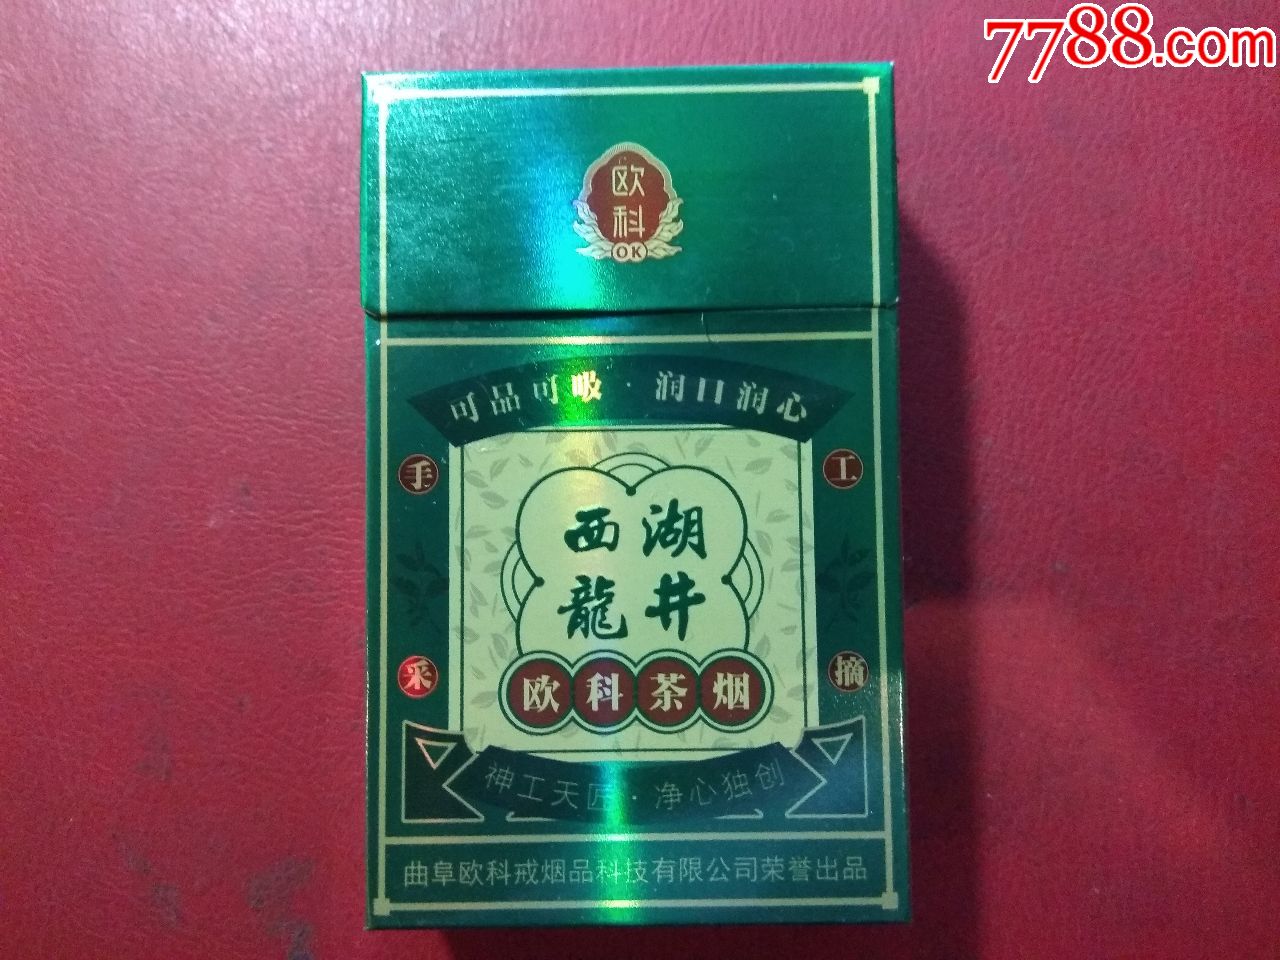 7788.com
欧
科
OK
可品可吸·润口润心
手工
西湖
龍井
采摘
欧科茶烟
神工天匠·净心独创
曲阜欧科戒烟品科技有限公司荣誉出品